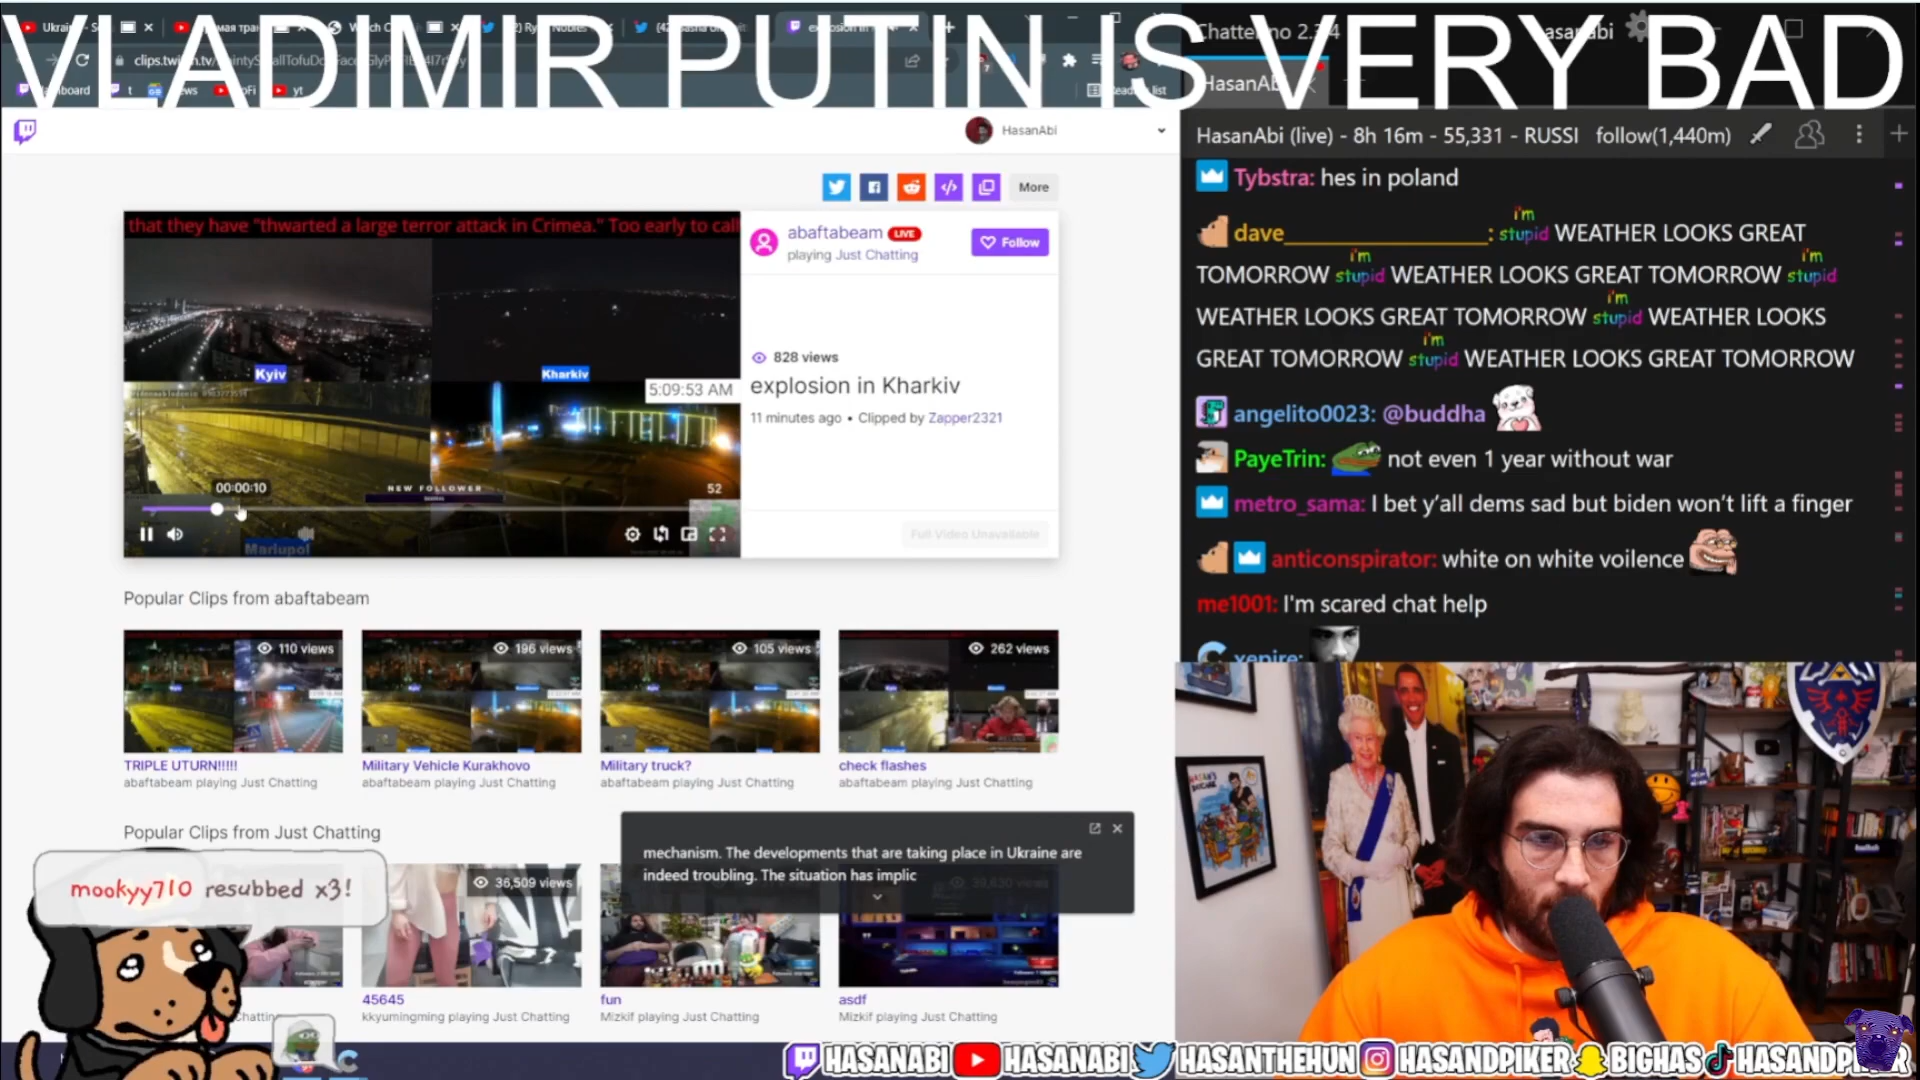 VLADIMIR PUTIN IS VERY BAD
Chatterino
HasanAbi
HasanAbi
HasanAbi (live) - 8h 16m - 55,331 - RUSSI
follow(1,440m)
More
that they have "thwarted a large terror attack in Crimea." Too early to call
Kyiv
Kharkiv
5:09:53 AM
00:00:10
NEW FOLLOWER
52
Mariupol
abaftabeam LIVE
playing Just Chatting
Follow
828 views
explosion in Kharkiv
11 minutes ago • Clipped by Zapper2321
Full Video Unavailable
Popular Clips from abaftabeam
110 views
196 views
105 views
262 views
TRIPLE UTURN!!!!!
Military Vehicle Kurakhovo
Military truck?
check flashes
abaftabeam playing Just Chatting
abaftabeam playing Just Chatting
abaftabeam playing Just Chatting
abaftabeam playing Just Chatting
Popular Clips from Just Chatting
mechanism. The developments that are taking place in Ukraine are
indeed troubling. The situation has implic
mookyy710 resubbed x3!
36,509 views
45645
fun
asdf
kkyumingming playing Just Chatting
Mizkif playing Just Chatting
Mizkif playing Just Chatting
Tybstra: hes in poland
dave____________________: i'm stupid WEATHER LOOKS GREAT
TOMORROW i'm stupid WEATHER LOOKS GREAT TOMORROW i'm stupid
WEATHER LOOKS GREAT TOMORROW i'm stupid WEATHER LOOKS
GREAT TOMORROW i'm stupid WEATHER LOOKS GREAT TOMORROW
angelito0023: @buddha
PayeTrin: not even 1 year without war
metro_sama: I bet y'all dems sad but biden won't lift a finger
anticonspirator: white on white voilence
me1001: I'm scared chat help
xepire:
HASANABI HASANABI HASANTHEHUN HASANDPIKER BIGHAS